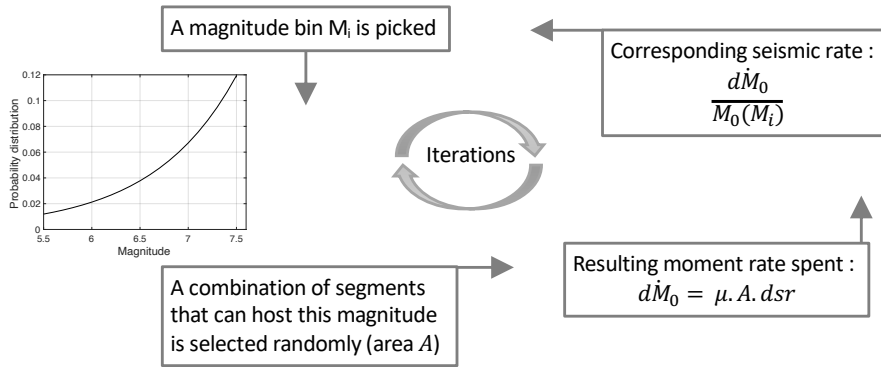 A magnitude bin Mᵢ is picked
Corresponding seismic rate :
dṀ₀
M₀(Mᵢ)
0.12
0.1
0.08
0.06
0.04
0.02
0
Probability distribution
5.5 6 6.5 7 7.5
Magnitude
Iterations
A combination of segments
that can host this magnitude
is selected randomly (area A)
Resulting moment rate spent :
dṀ₀ = μ. A. dsr